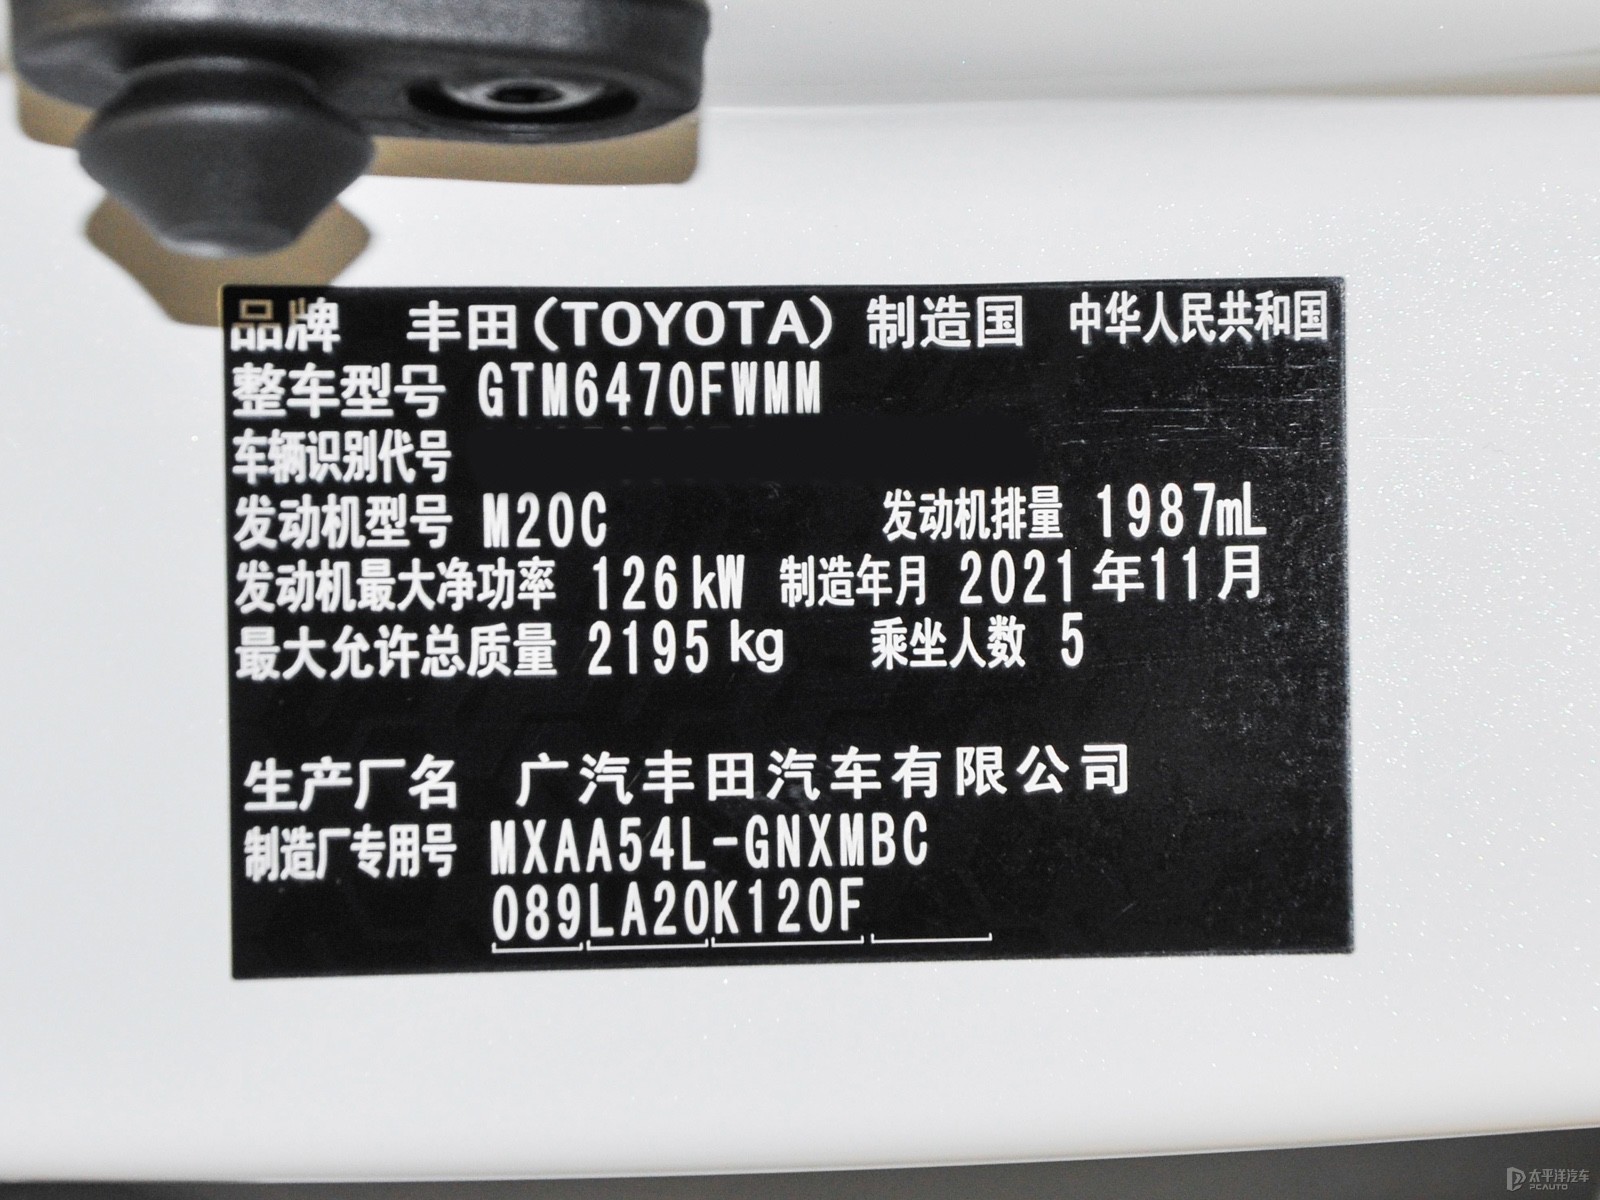 品牌 丰田(TOYOTA) 制造国 中华人民共和国
整车型号 GTM6470FWMM
车辆识别代号
发动机型号 M20C 发动机排量 1987mL
发动机最大净功率 126kW 制造年月 2021年11月
最大允许总质量 2195kg 乘坐人数 5
生产厂名 广汽丰田汽车有限公司
制造厂专用号 MXAA54L-GNXMBC
089LA20K120F
太平洋汽车
PCAUTO